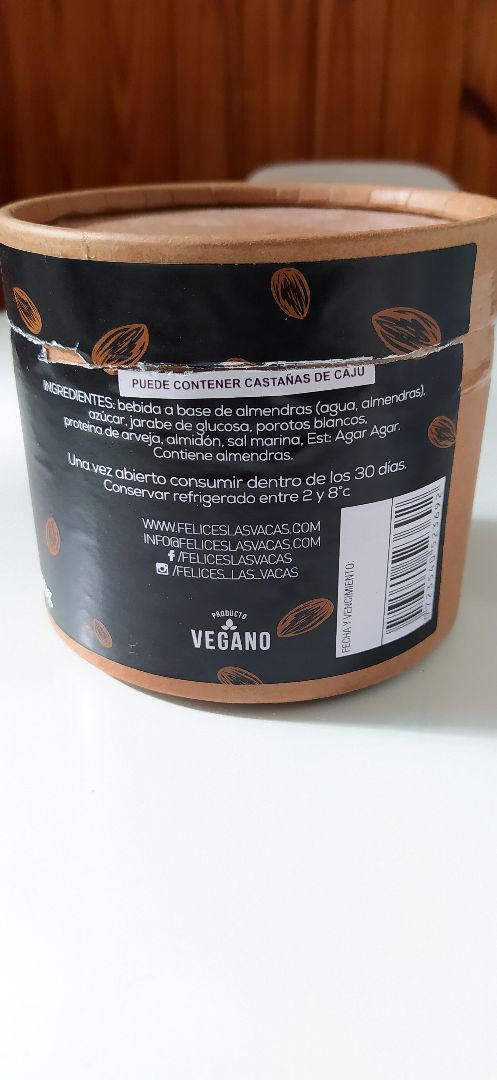 PUEDE CONTENER CASTAÑAS DE CAJÚ
INGREDIENTES: bebida a base de almendras (agua, almendras),
azúcar, jarabe de glucosa, porotos blancos,
proteína de arveja, almidón, sal marina, Est: Agar Agar.
Contiene almendras.
Una vez abierto consumir dentro de los 30 días.
Conservar refrigerado entre 2 y 8°c
WWW.FELICESLASVACAS.COM
INFO@FELICESLASVACAS.COM
/FELICESLASVACAS
/FELICES_LAS_VACAS
FECHA Y VENCIMIENTO:
PRODUCTO
VEGANO